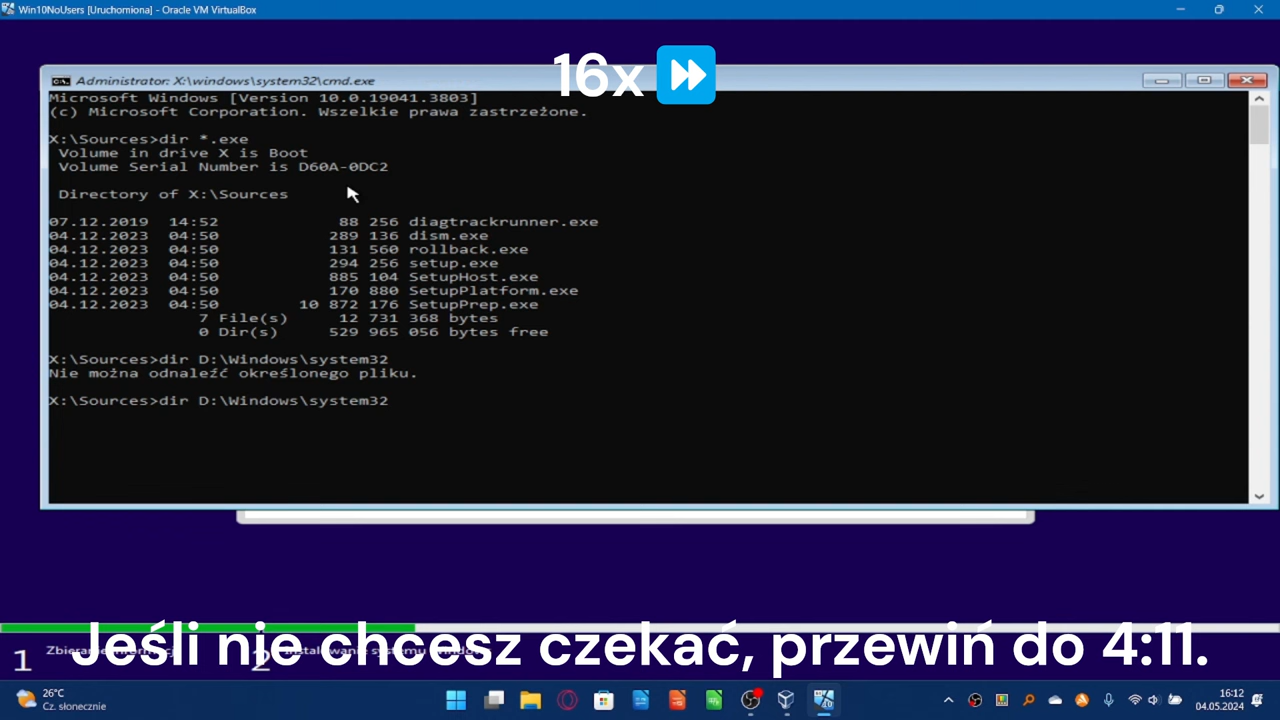 Win10NoUsers [Uruchomiona] - Oracle VM VirtualBox
16x
Administrator: X:\windows\system32\cmd.exe
Microsoft Windows [Version 10.0.19041.3803]
(c) Microsoft Corporation. Wszelkie prawa zastrzeżone.
X:\Sources>dir *.exe
Volume in drive X is Boot
Volume Serial Number is D60A-0DC2
Directory of X:\Sources
07.12.2019 14:52 88 256 diagtrackrunner.exe
04.12.2023 04:50 289 136 dism.exe
04.12.2023 04:50 131 560 rollback.exe
04.12.2023 04:50 294 256 setup.exe
04.12.2023 04:50 885 104 SetupHost.exe
04.12.2023 04:50 170 880 SetupPlatform.exe
04.12.2023 04:50 10 872 176 SetupPrep.exe
7 File(s) 12 731 368 bytes
0 Dir(s) 529 965 056 bytes free
X:\Sources>dir D:\Windows\system32
Nie można odnaleźć określonego pliku.
X:\Sources>dir D:\Windows\system32
Jeśli nie chcesz czekać, przewiń do 4:11.
1 Zbieranie 2
26°C
Cz. słonecznie
16:12
04.05.2024